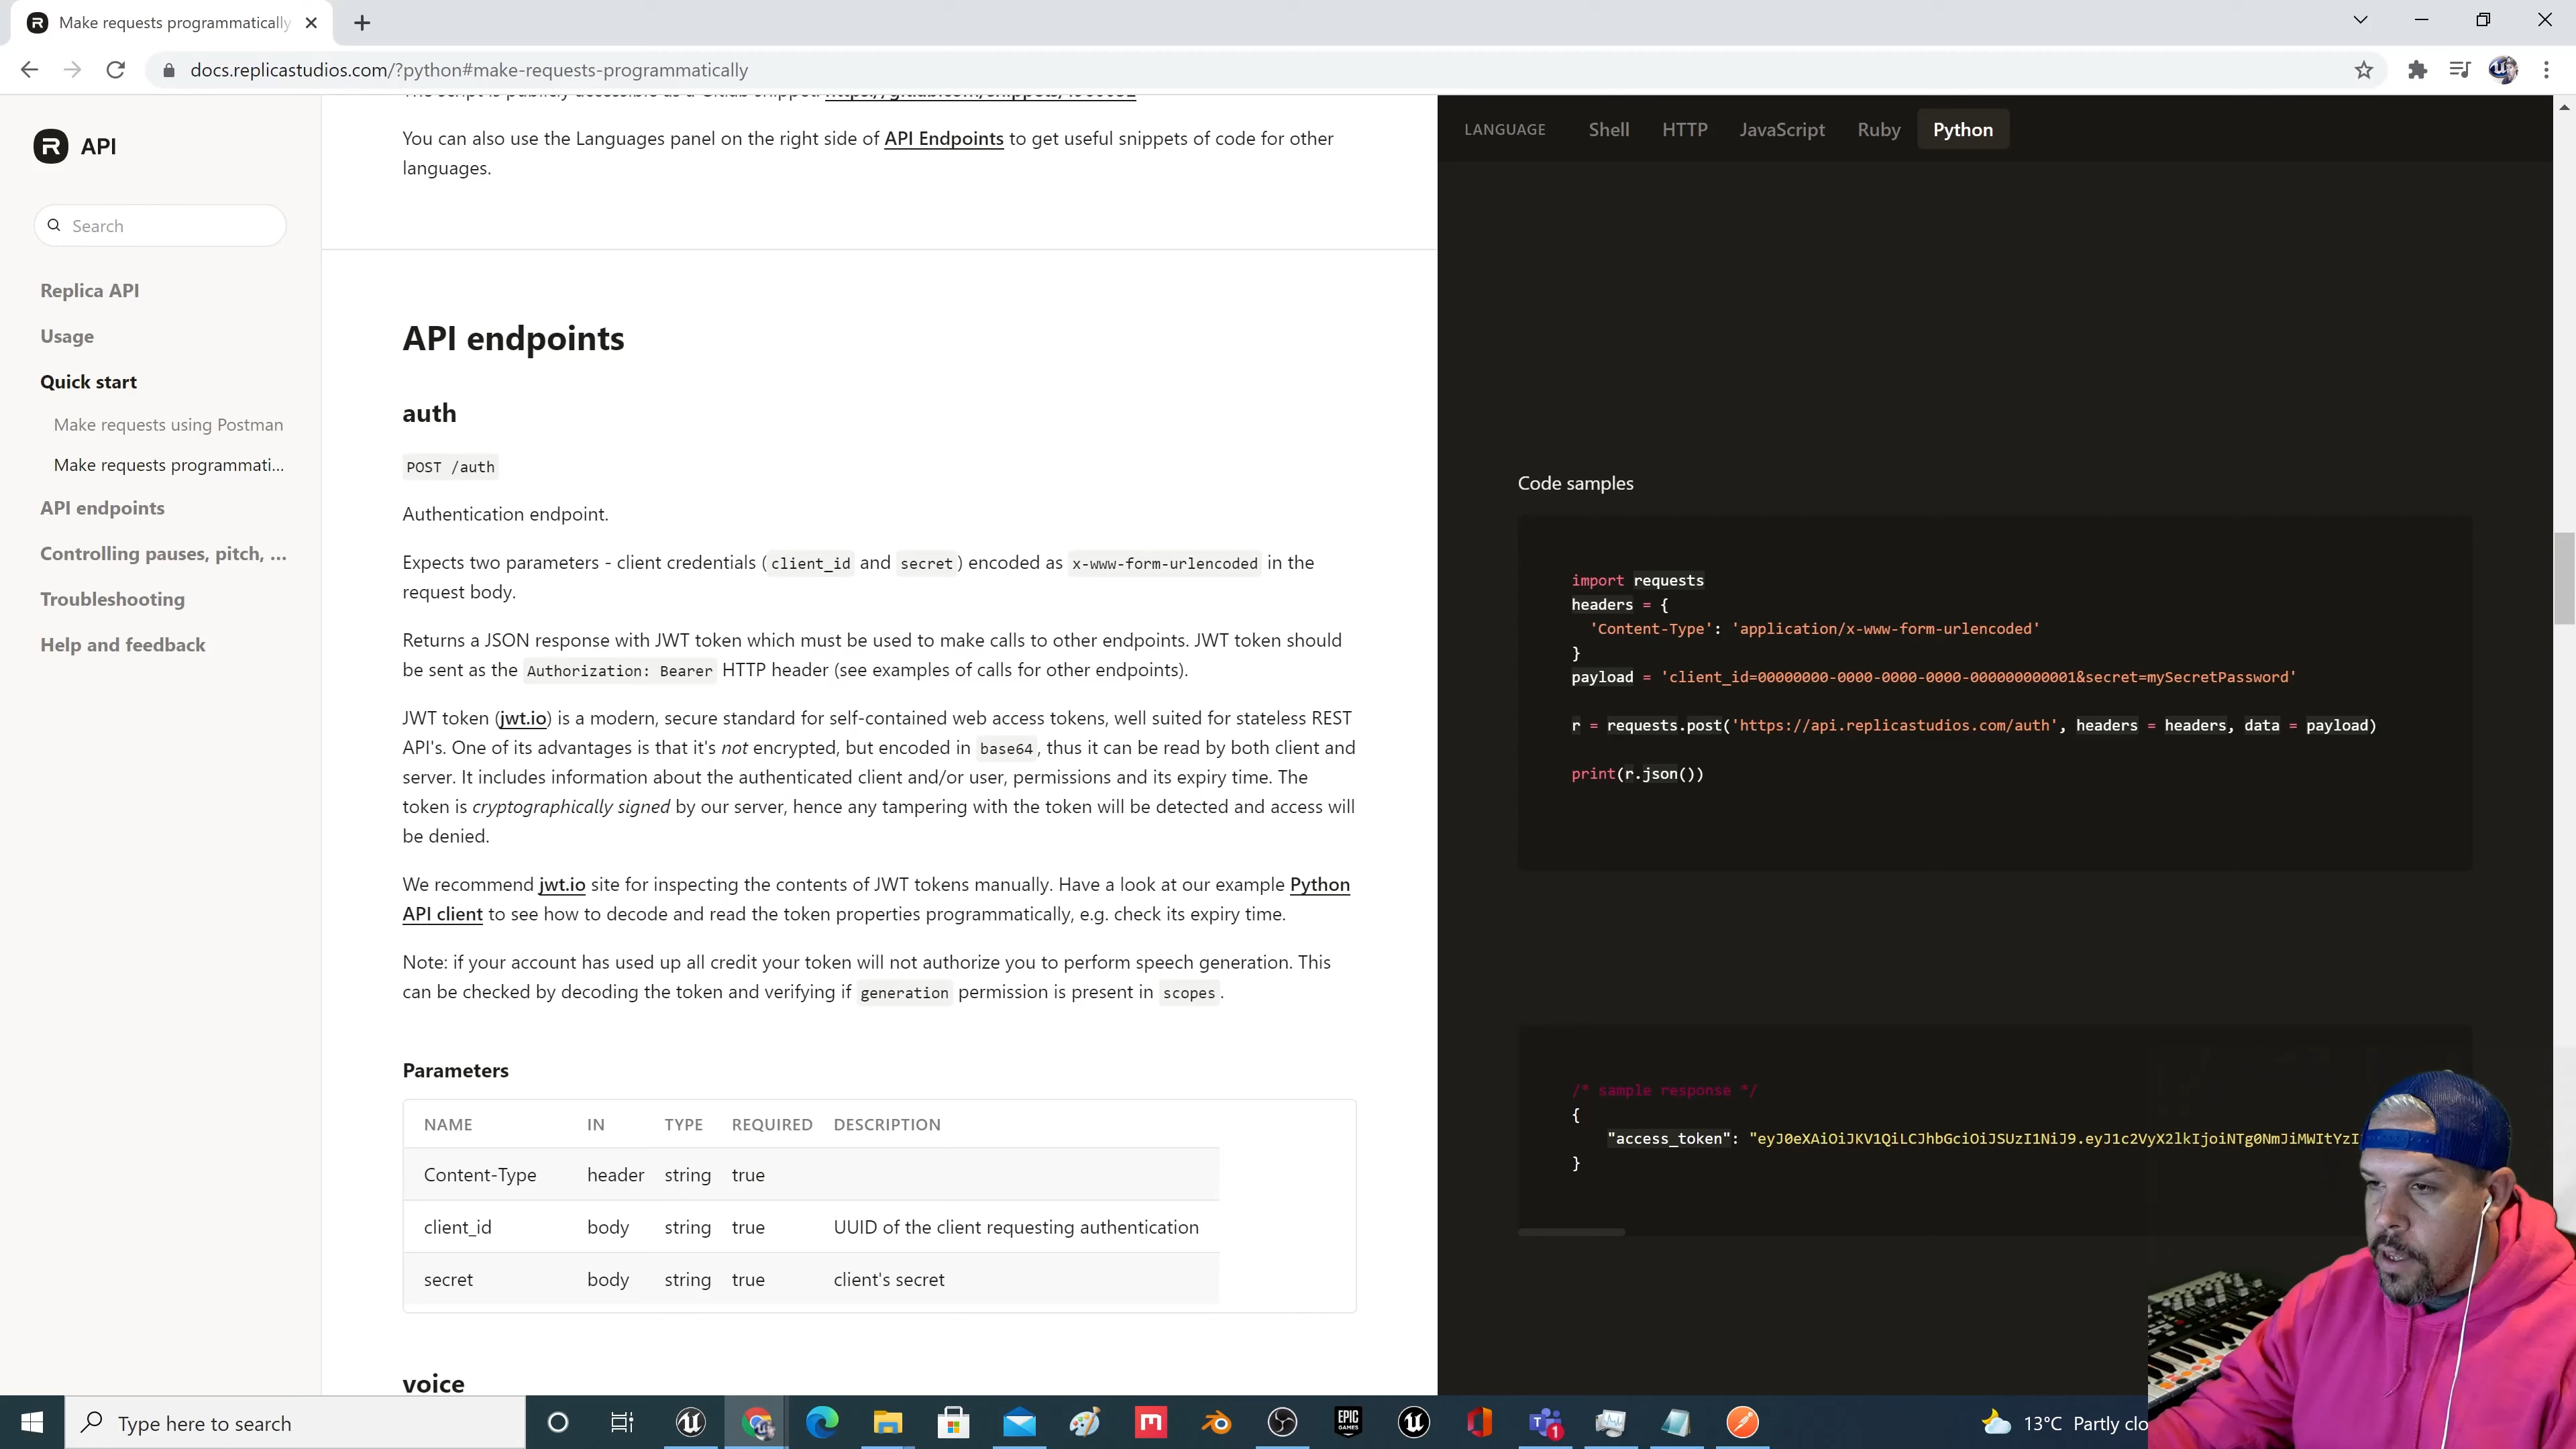 Make requests programmatically
docs.replicastudios.com/?python#make-requests-programmatically
API
Search
Replica API
Usage
Quick start
Make requests using Postman
Make requests programmati...
API endpoints
Controlling pauses, pitch, ...
Troubleshooting
Help and feedback
The script is publicly accessible as a Gitlab snippet:
You can also use the Languages panel on the right side of API Endpoints to get useful snippets of code for other
languages.
API endpoints
auth
POST /auth
Authentication endpoint.
Expects two parameters - client credentials ( client_id and secret ) encoded as x-www-form-urlencoded in the
request body.
Returns a JSON response with JWT token which must be used to make calls to other endpoints. JWT token should
be sent as the Authorization: Bearer HTTP header (see examples of calls for other endpoints).
JWT token (jwt.io) is a modern, secure standard for self-contained web access tokens, well suited for stateless REST
API's. One of its advantages is that it's not encrypted, but encoded in base64 , thus it can be read by both client and
server. It includes information about the authenticated client and/or user, permissions and its expiry time. The
token is cryptographically signed by our server, hence any tampering with the token will be detected and access will
be denied.
We recommend jwt.io site for inspecting the contents of JWT tokens manually. Have a look at our example Python
API client to see how to decode and read the token properties programmatically, e.g. check its expiry time.
Note: if your account has used up all credit your token will not authorize you to perform speech generation. This
can be checked by decoding the token and verifying if generation permission is present in scopes .
Parameters
NAME IN TYPE REQUIRED DESCRIPTION
Content-Type header string true
client_id body string true UUID of the client requesting authentication
secret body string true client's secret
voice
LANGUAGE Shell HTTP JavaScript Ruby Python
Code samples
import requests
headers = {
'Content-Type': 'application/x-www-form-urlencoded'
}
payload = 'client_id=00000000-0000-0000-0000-000000000001&secret=mySecretPassword'
r = requests.post('https://api.replicastudios.com/auth', headers = headers, data = payload)
print(r.json())
/* sample response */
{
"access_token": "eyJ0eXAiOiJKV1QiLCJhbGciOiJSUzI1NiJ9.eyJ1c2VyX2lkIjoiNTg0NmJiMWItYzI
}
Type here to search
EPIC
GAMES
1
13°C Partly clo